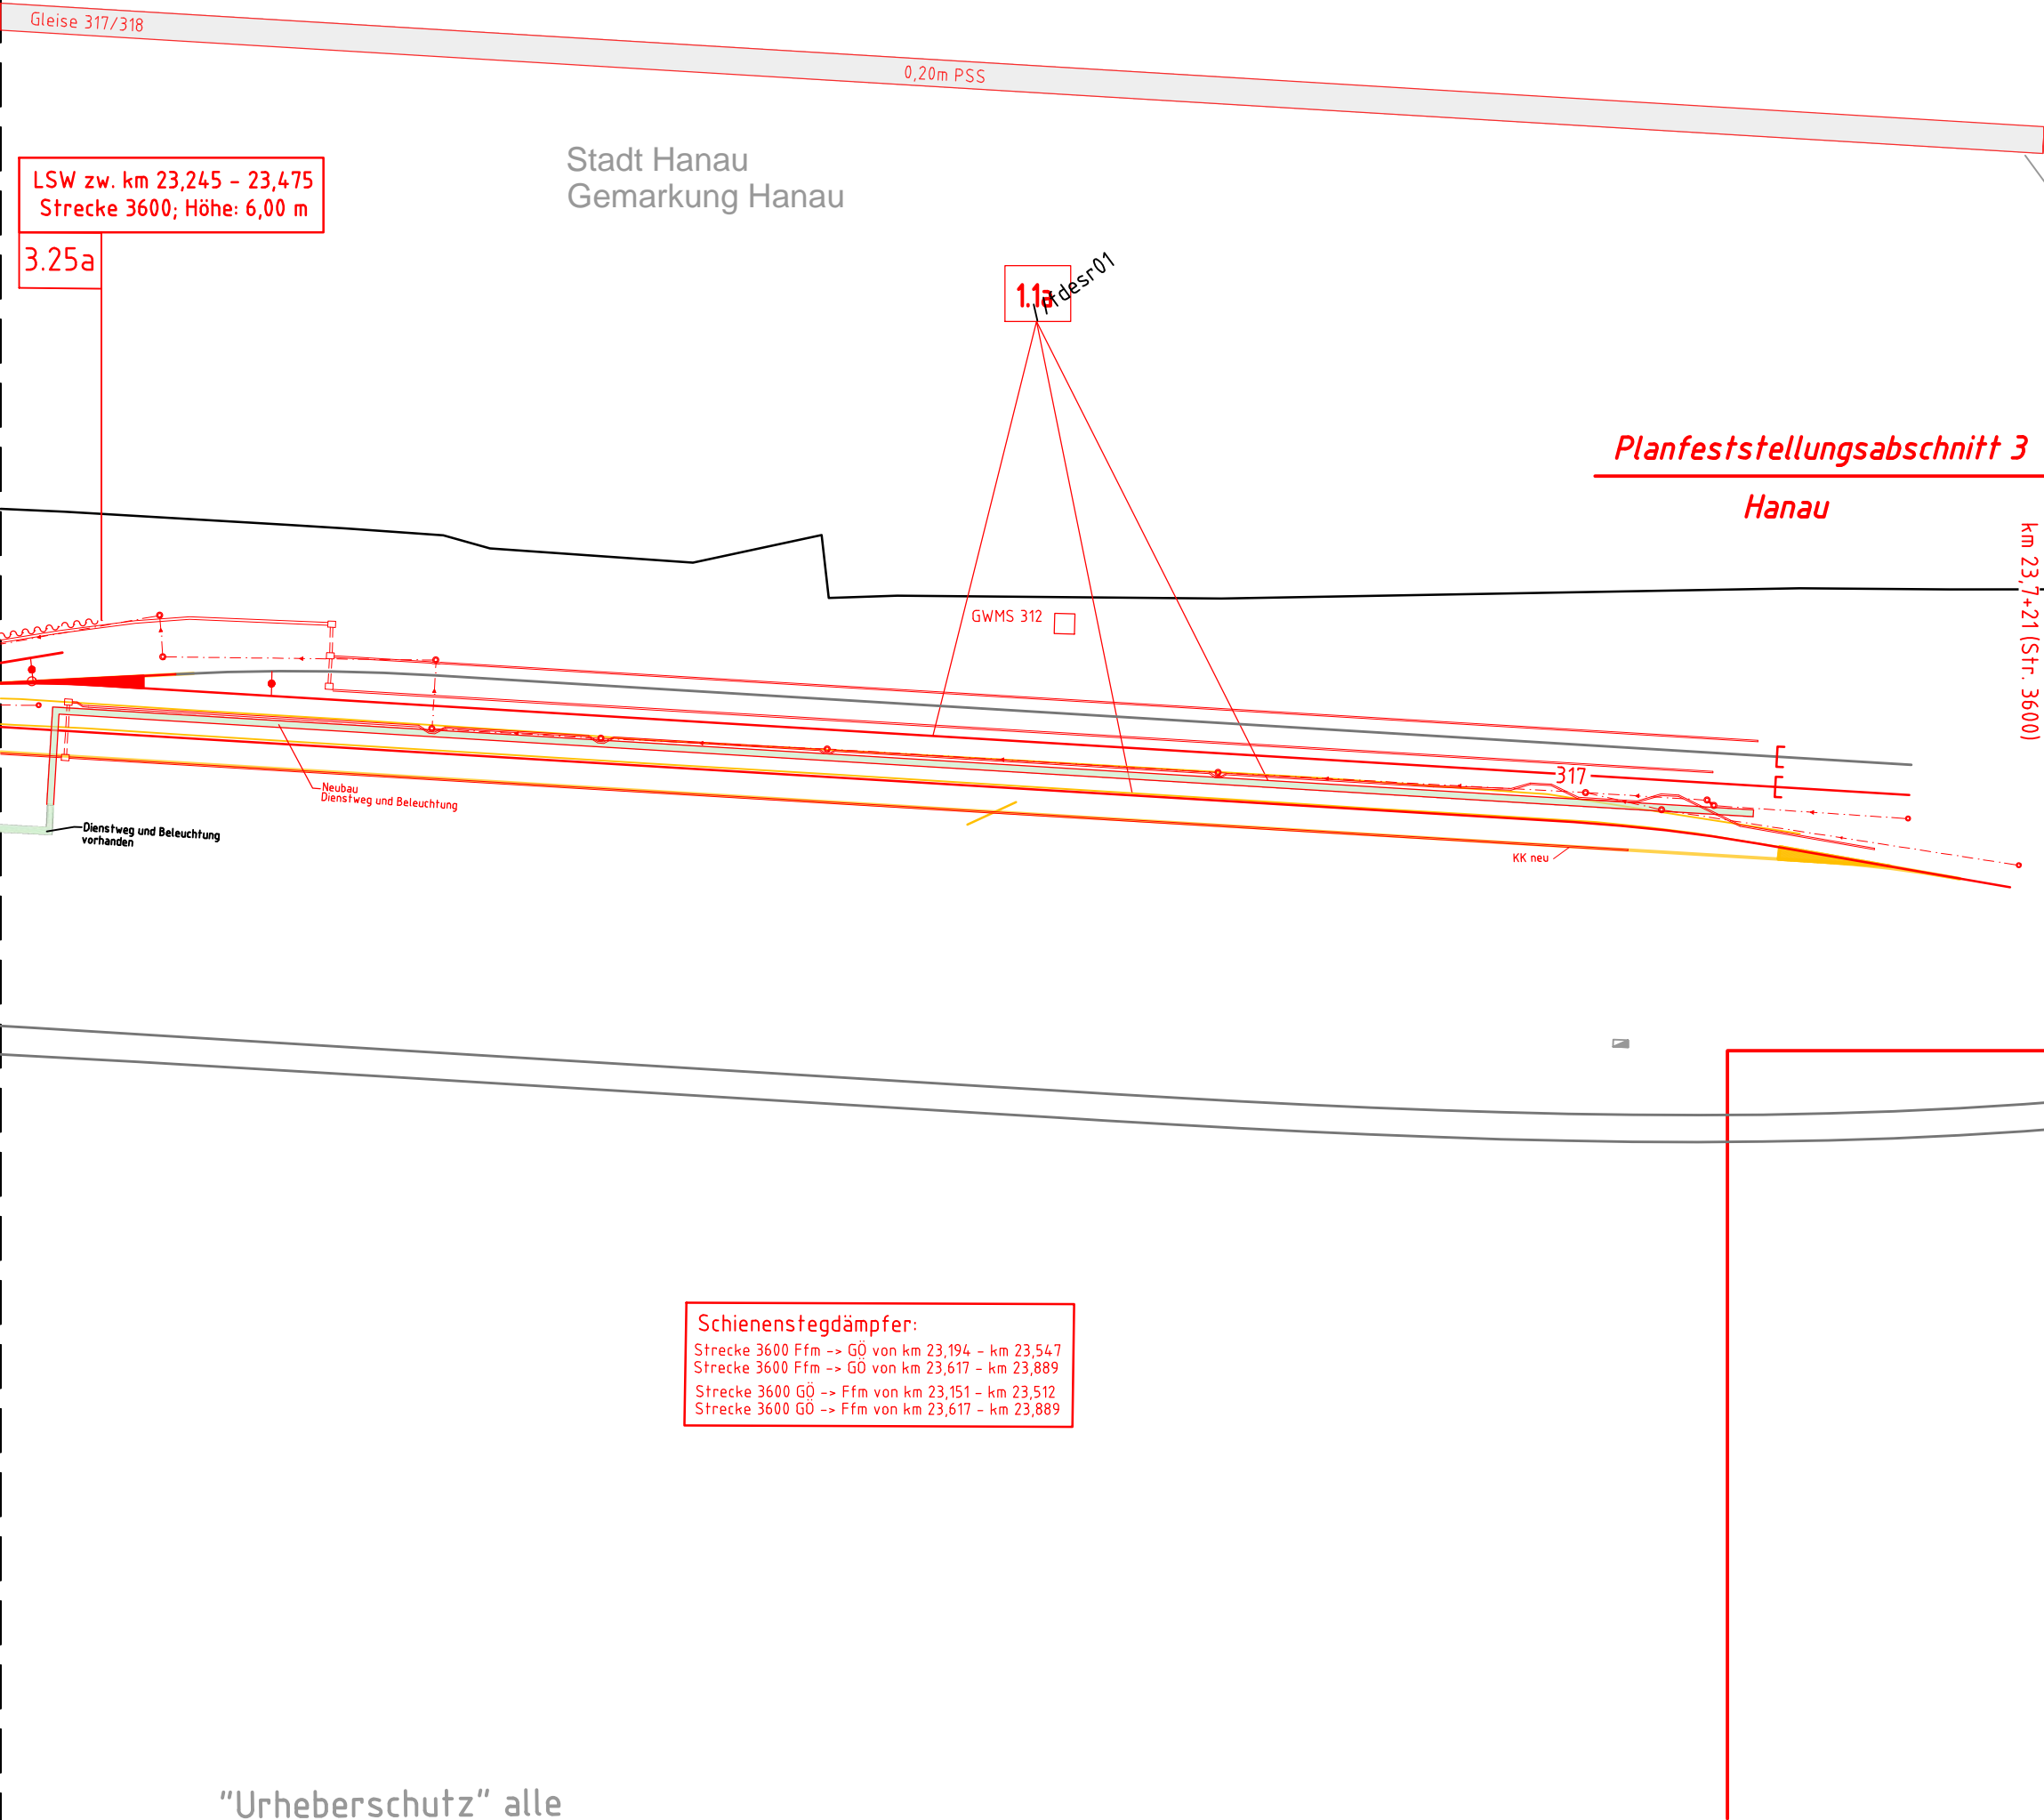 Gleise 317/318
0,20m PSS
Stadt Hanau
Gemarkung Hanau
LSW zw. km 23,245 - 23,475
Strecke 3600; Höhe: 6,00 m
3.25a
1.1a
Planfeststellungsabschnitt 3
Hanau
km 23,7+21 (Str. 3600)
GWMS 312
317
Neubau
Dienstweg und Beleuchtung
Dienstweg und Beleuchtung
vorhanden
KK neu
Schienenstegdämpfer:
Strecke 3600 Ffm -> GÖ von km 23,194 - km 23,547
Strecke 3600 Ffm -> GÖ von km 23,617 - km 23,889
Strecke 3600 GÖ -> Ffm von km 23,151 - km 23,512
Strecke 3600 GÖ -> Ffm von km 23,617 - km 23,889
"Urheberschutz" alle